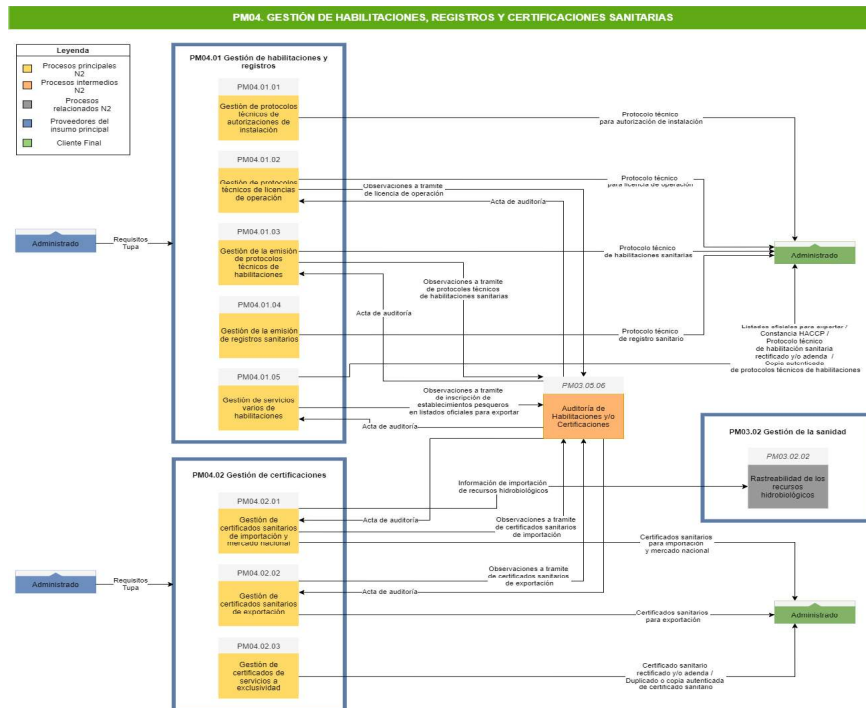 PM04. GESTIÓN DE HABILITACIONES, REGISTROS Y CERTIFICACIONES SANITARIAS
Leyenda
Procesos principales
N2
Procesos intermedios
N2
Procesos
relacionados N2
Proveedores del
insumo principal
Cliente Final
PM04.01 Gestión de habilitaciones y
registros
PM04.01.01
Gestión de protocolos
técnicos de
autorizaciones de
instalación
Protocolo técnico
para autorización de instalación
PM04.01.02
Gestión de protocolos
técnicos de licencias
de operación
Observaciones a tramite
de licencia de operación
Protocolo técnico
para licencia de operación
Acta de auditoría
Administrado
Requisitos
Tupa
PM04.01.03
Gestión de la emisión
de protocolos
técnicos de
habilitaciones
Observaciones a tramite
de protocolos técnicos
de habilitaciones sanitarias
Acta de auditoría
Protocolo técnico
de habilitaciones sanitarias
Administrado
PM04.01.04
Gestión de la emisión
de registros sanitarios
Protocolo técnico
de registro sanitario
Listados oficiales para exportar /
Constancia HACCP /
Protocolo técnico
de habilitación sanitaria
rectificado y/o adenda /
Copia autenticada
de protocolos técnicos de habilitaciones
PM04.01.05
Gestión de servicios
varios de
habilitaciones
Observaciones a tramite
de inscripción de
establecimientos pesqueros
en listados oficiales para exportar
Acta de auditoría
PM03.05.06
Auditoría de
Habilitaciones y/o
Certificaciones
PM03.02 Gestión de la sanidad
PM03.02.02
Rastreabilidad de los
recursos
hidrobiológicos
PM04.02 Gestión de certificaciones
PM04.02.01
Gestión de
certificados sanitarios
de importación y
mercado nacional
Información de importación
de recursos hidrobiológicos
Acta de auditoría
Observaciones a tramite
de certificados sanitarios
de importación
Certificados sanitarios
para importación
y mercado nacional
Administrado
Requisitos
Tupa
PM04.02.02
Gestión de
certificados sanitarios
de exportación
Observaciones a tramite
de certificados sanitarios
de exportación
Acta de auditoría
Certificados sanitarios
para exportación
Administrado
PM04.02.03
Gestión de
certificados de
servicios a
exclusividad
Certificado sanitario
rectificado y/o adenda /
Duplicado o copia autenticada
de certificado sanitario